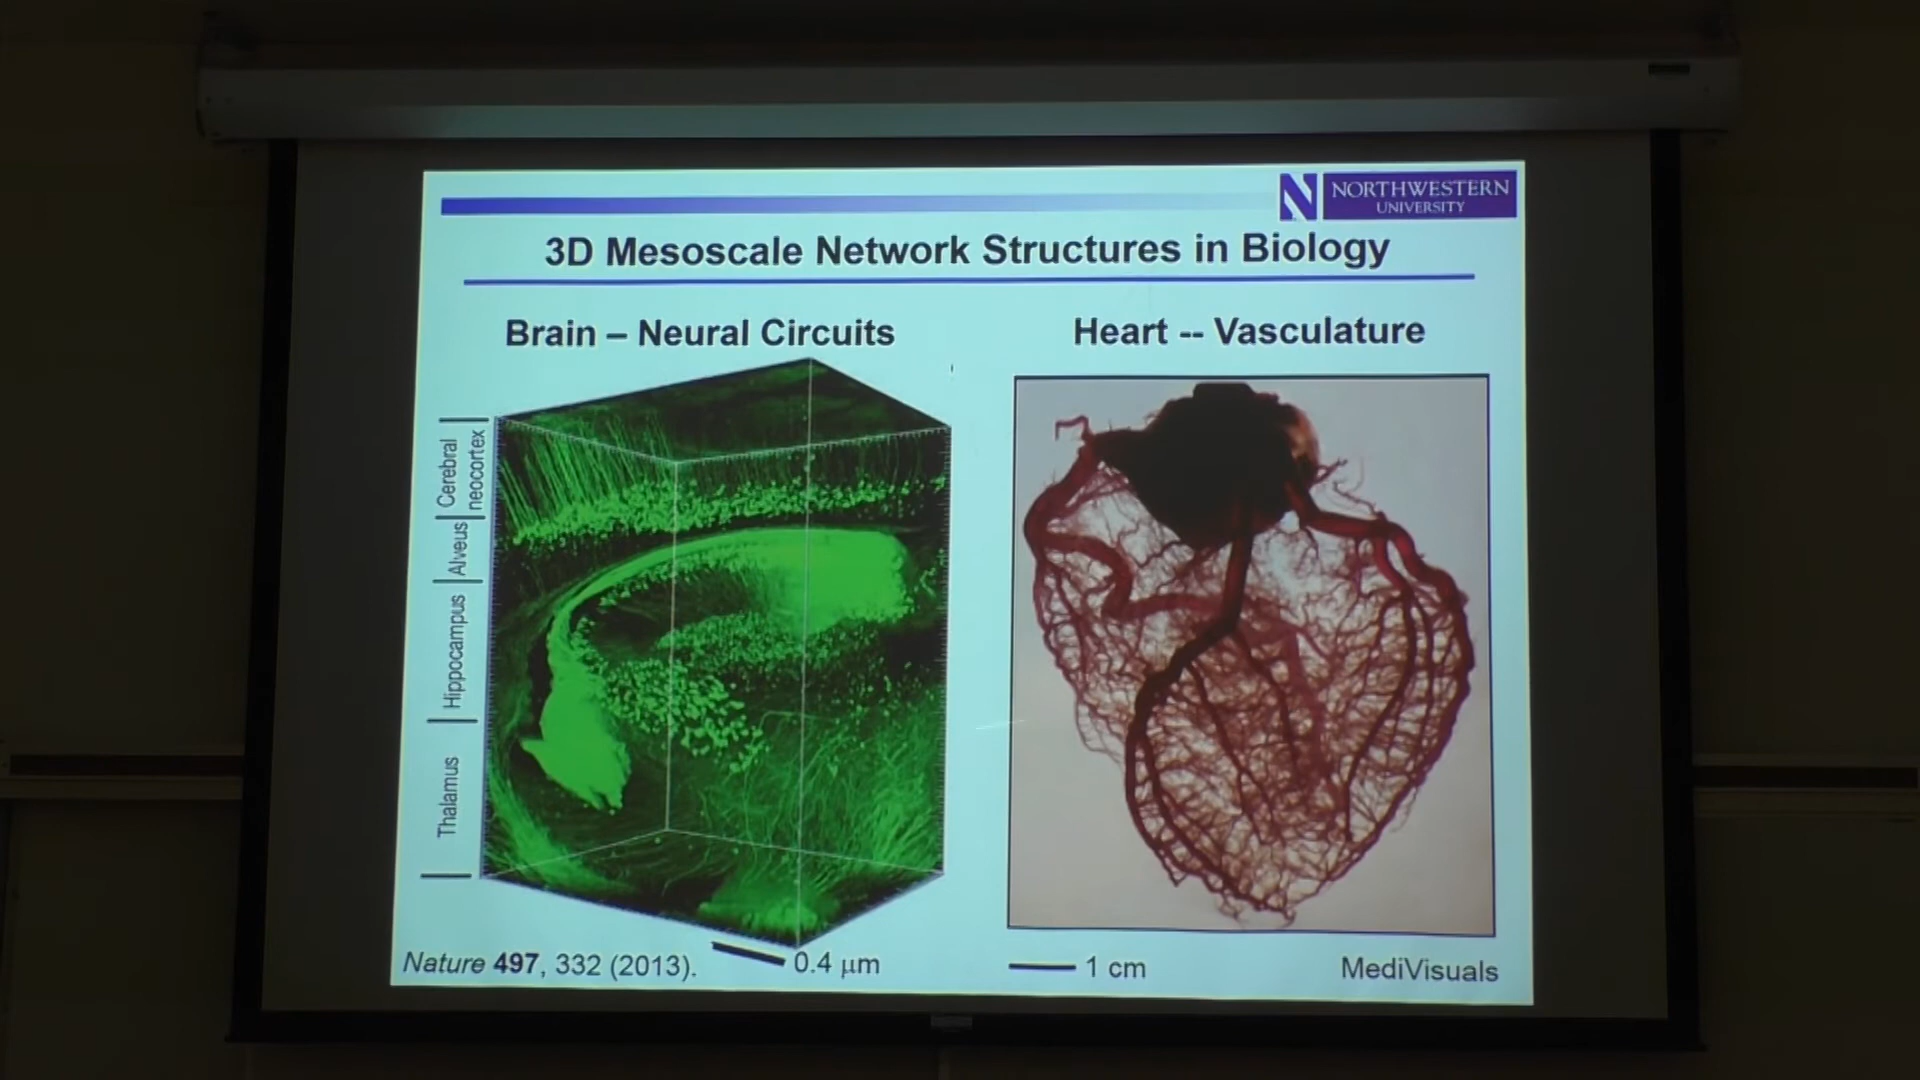 NORTHWESTERN
UNIVERSITY
3D Mesoscale Network Structures in Biology
Brain – Neural Circuits
Heart -- Vasculature
Cerebral
neocortex
Alveus
Hippocampus
Thalamus
Nature 497, 332 (2013).
0.4 μm
1 cm
MediVisuals